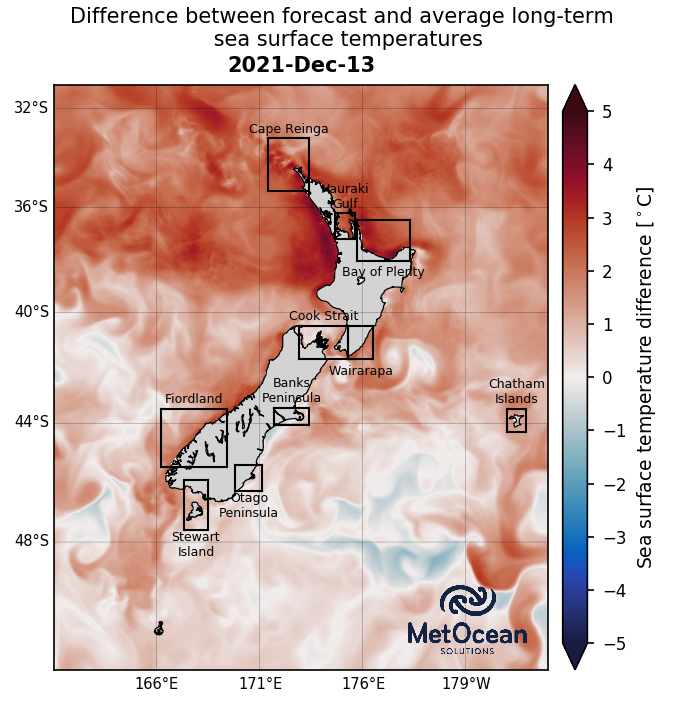 Difference between forecast and average long-term
sea surface temperatures
2021-Dec-13
32°S
36°S
40°S
44°S
48°S
166°E
171°E
176°E
179°W
Cape Reinga
Hauraki
Gulf
Bay of Plenty
Cook Strait
Wairarapa
Banks
Peninsula
Fiordland
Chatham
Islands
Otago
Peninsula
Stewart
Island
MetOcean
SOLUTIONS
5
4
3
2
1
0
−1
−2
−3
−4
−5
Sea surface temperature difference [°C]